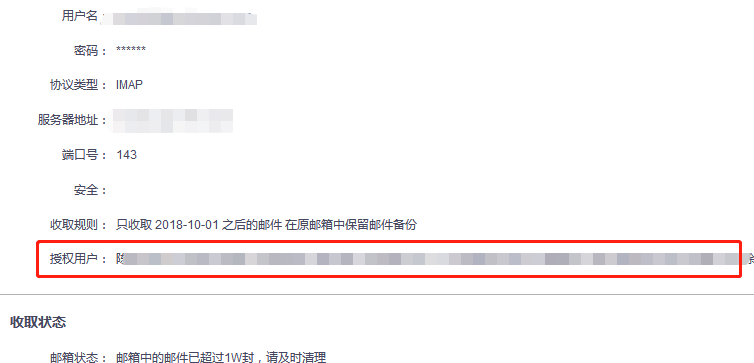 用户名：
密码： ******
协议类型： IMAP
服务器地址：
端口号： 143
安全：
收取规则： 只收取 2018-10-01 之后的邮件 在原邮箱中保留邮件备份
授权用户：
收取状态
邮箱状态： 邮箱中的邮件已超过1W封，请及时清理